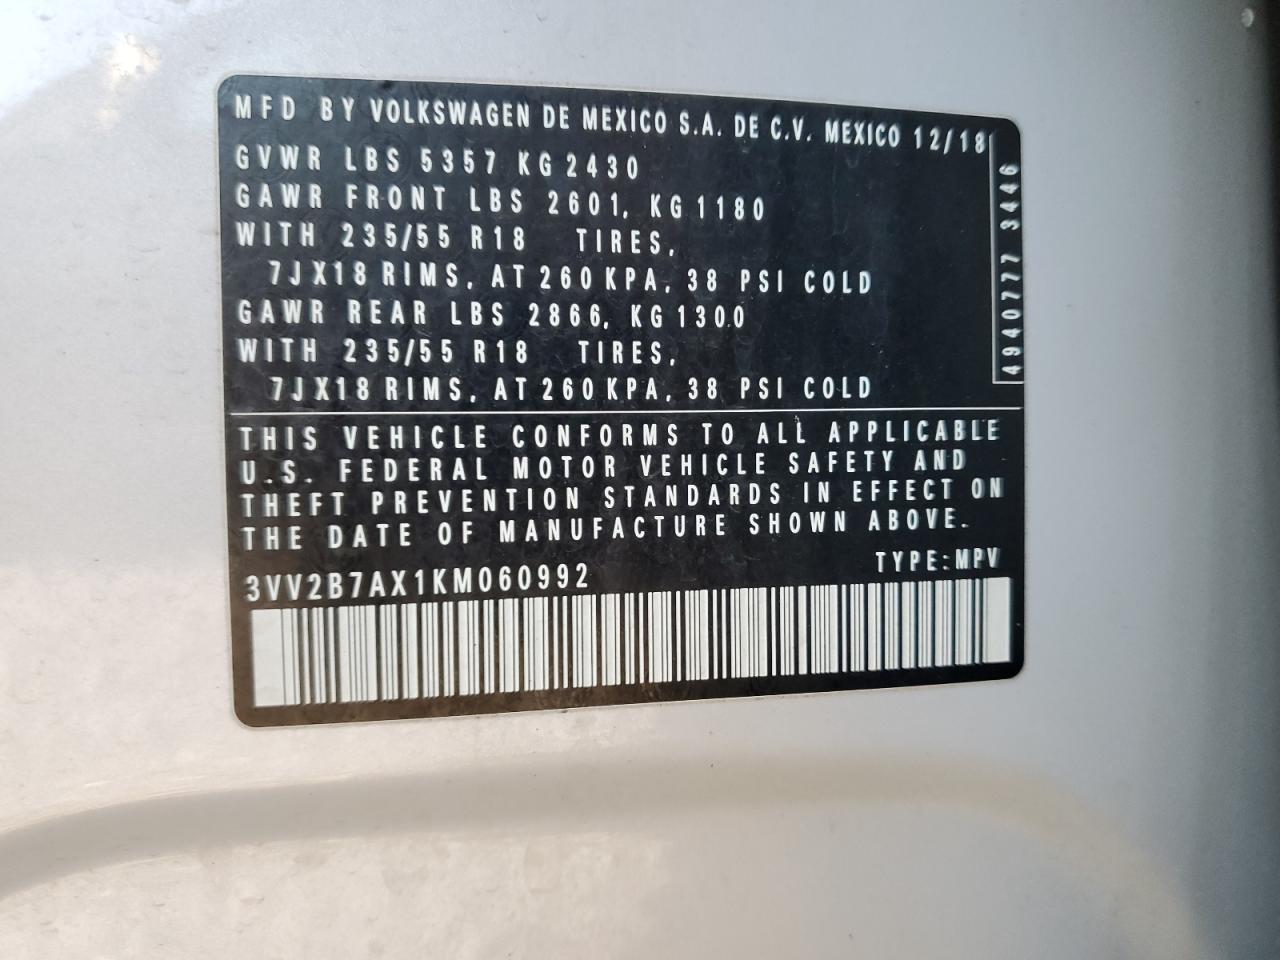 MFD BY VOLKSWAGEN DE MEXICO S.A. DE C.V. MEXICO 12/18
GVWR LBS 5357 KG 2430
GAWR FRONT LBS 2601, KG 1180
WITH 235/55 R18 TIRES,
7JX18 RIMS, AT 260 KPA, 38 PSI COLD
GAWR REAR LBS 2866, KG 1300
WITH 235/55 R18 TIRES,
7JX18 RIMS, AT 260 KPA, 38 PSI COLD
4940777 3446
THIS VEHICLE CONFORMS TO ALL APPLICABLE
U.S. FEDERAL MOTOR VEHICLE SAFETY AND
THEFT PREVENTION STANDARDS IN EFFECT ON
THE DATE OF MANUFACTURE SHOWN ABOVE.
3VV2B7AX1KM060992 TYPE: MPV